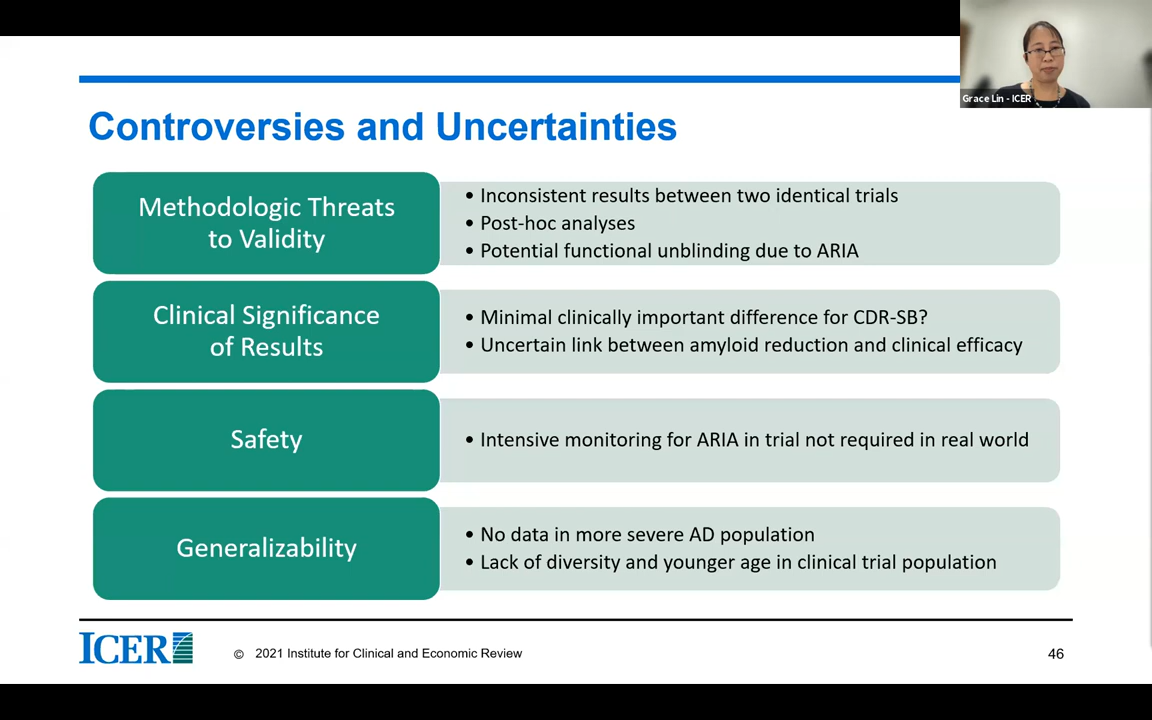 Grace Lin - ICER
Controversies and Uncertainties
Methodologic Threats
to Validity
• Inconsistent results between two identical trials
• Post-hoc analyses
• Potential functional unblinding due to ARIA
Clinical Significance
of Results
• Minimal clinically important difference for CDR-SB?
• Uncertain link between amyloid reduction and clinical efficacy
Safety
• Intensive monitoring for ARIA in trial not required in real world
Generalizability
• No data in more severe AD population
• Lack of diversity and younger age in clinical trial population
ICER
© 2021 Institute for Clinical and Economic Review
46